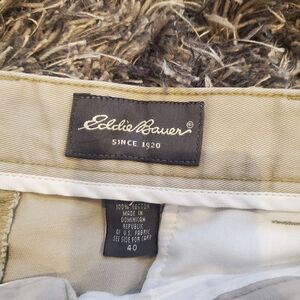 Eddie Bauer®
SINCE 1920
100% COTTON
MADE IN
DOMINICAN
REPUBLIC
OF U.S. FABRIC
SEE SIDE FOR CARE
40